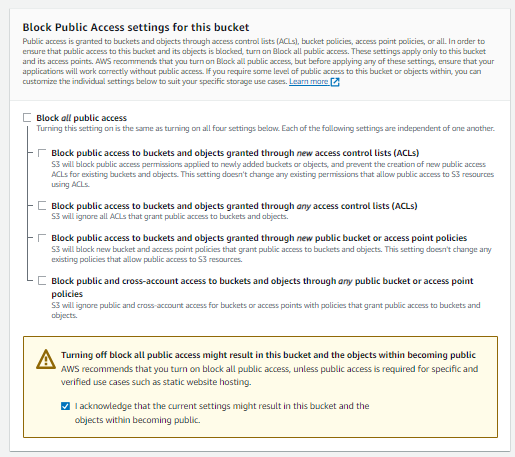 Block Public Access settings for this bucket
Public access is granted to buckets and objects through access control lists (ACLs), bucket policies, access point policies, or all. In order to
ensure that public access to this bucket and its objects is blocked, turn on Block all public access. These settings apply only to this bucket
and its access points. AWS recommends that you turn on Block all public access, but before applying any of these settings, ensure that your
applications will work correctly without public access. If you require some level of public access to this bucket or objects within, you can
customize the individual settings below to suit your specific storage use cases. Learn more
Block all public access
Turning this setting on is the same as turning on all four settings below. Each of the following settings are independent of one another.
Block public access to buckets and objects granted through new access control lists (ACLs)
S3 will block public access permissions applied to newly added buckets or objects, and prevent the creation of new public access
ACLs for existing buckets and objects. This setting doesn't change any existing permissions that allow public access to S3 resources
using ACLs.
Block public access to buckets and objects granted through any access control lists (ACLs)
S3 will ignore all ACLs that grant public access to buckets and objects.
Block public access to buckets and objects granted through new public bucket or access point policies
S3 will block new bucket and access point policies that grant public access to buckets and objects. This setting doesn't change any
existing policies that allow public access to S3 resources.
Block public and cross-account access to buckets and objects through any public bucket or access point
policies
S3 will ignore public and cross-account access for buckets or access points with policies that grant public access to buckets and
objects.
Turning off block all public access might result in this bucket and the objects within becoming public
AWS recommends that you turn on block all public access, unless public access is required for specific and
verified use cases such as static website hosting.
I acknowledge that the current settings might result in this bucket and the
objects within becoming public.